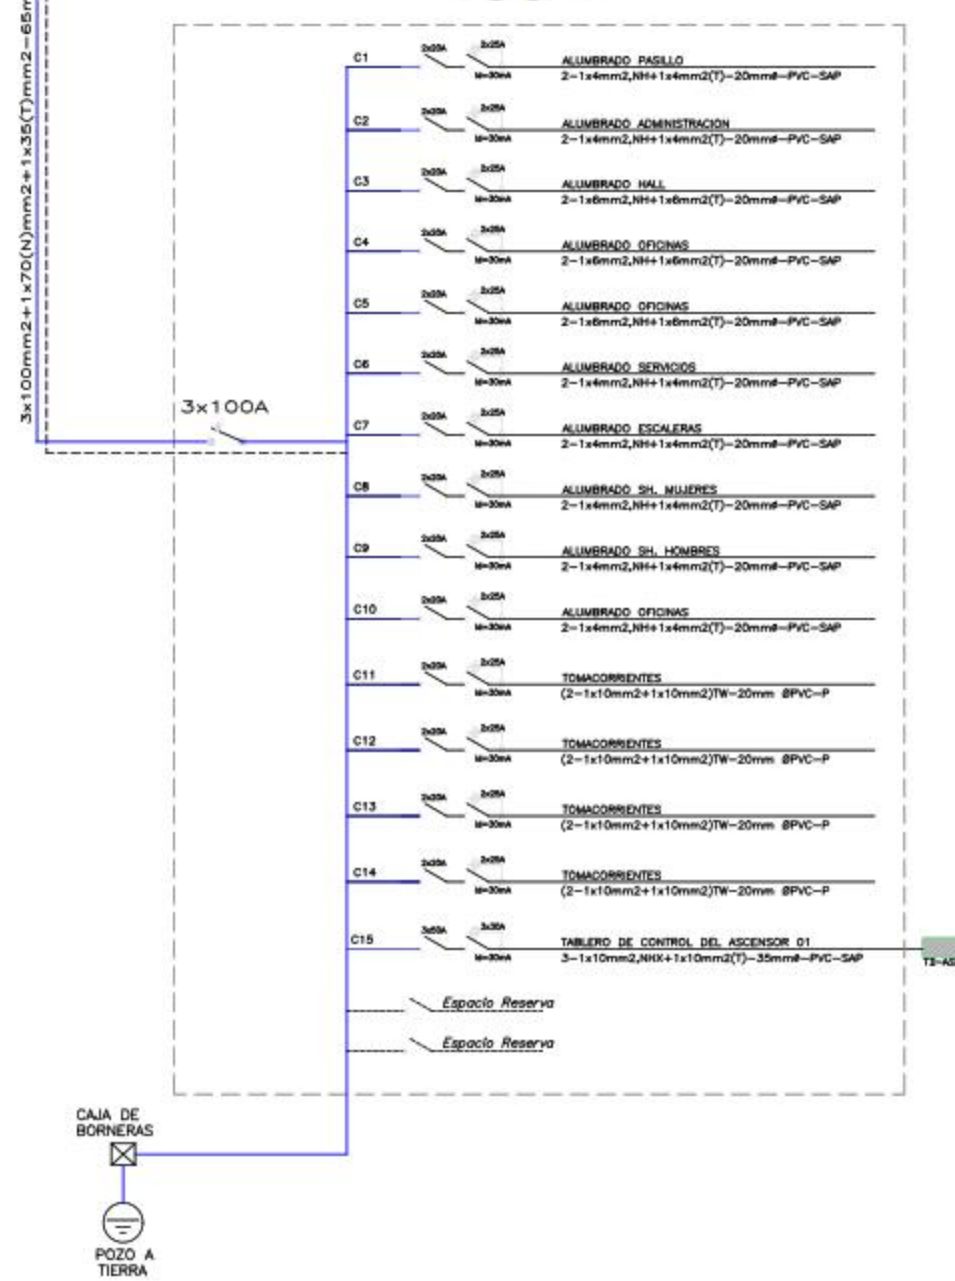 3x100mm2+1x70(N)mm2+1x35(T)mm2-65m
3x100A
C1 2x20A 2x25A ALUMBRADO PASILLO
Id=30mA 2-1x4mm2,NH+1x4mm2(T)-20mmø-PVC-SAP
C2 2x20A 2x25A ALUMBRADO ADMINISTRACION
Id=30mA 2-1x4mm2,NH+1x4mm2(T)-20mmø-PVC-SAP
C3 2x20A 2x25A ALUMBRADO HALL
Id=30mA 2-1x6mm2,NH+1x6mm2(T)-20mmø-PVC-SAP
C4 2x20A 2x25A ALUMBRADO OFICINAS
Id=30mA 2-1x6mm2,NH+1x6mm2(T)-20mmø-PVC-SAP
C5 2x20A 2x25A ALUMBRADO OFICINAS
Id=30mA 2-1x6mm2,NH+1x6mm2(T)-20mmø-PVC-SAP
C6 2x20A 2x25A ALUMBRADO SERVICIOS
Id=30mA 2-1x4mm2,NH+1x4mm2(T)-20mmø-PVC-SAP
C7 2x20A 2x25A ALUMBRADO ESCALERAS
Id=30mA 2-1x4mm2,NH+1x4mm2(T)-20mmø-PVC-SAP
C8 2x20A 2x25A ALUMBRADO SH. MUJERES
Id=30mA 2-1x4mm2,NH+1x4mm2(T)-20mmø-PVC-SAP
C9 2x20A 2x25A ALUMBRADO SH. HOMBRES
Id=30mA 2-1x4mm2,NH+1x4mm2(T)-20mmø-PVC-SAP
C10 2x20A 2x25A ALUMBRADO OFICINAS
Id=30mA 2-1x4mm2,NH+1x4mm2(T)-20mmø-PVC-SAP
C11 2x20A 2x25A TOMACORRIENTES
Id=30mA (2-1x10mm2+1x10mm2)TW-20mm ØPVC-P
C12 2x20A 2x25A TOMACORRIENTES
Id=30mA (2-1x10mm2+1x10mm2)TW-20mm ØPVC-P
C13 2x20A 2x25A TOMACORRIENTES
Id=30mA (2-1x10mm2+1x10mm2)TW-20mm ØPVC-P
C14 2x20A 2x25A TOMACORRIENTES
Id=30mA (2-1x10mm2+1x10mm2)TW-20mm ØPVC-P
C15 TABLERO DE CONTROL DEL ASCENSOR 01
Id=30mA 3-1x10mm2,NHX+1x10mm2(T)-35mmø-PVC-SAP
Espacio Reserva
Espacio Reserva
CAJA DE
BORNERAS
POZO A
TIERRA